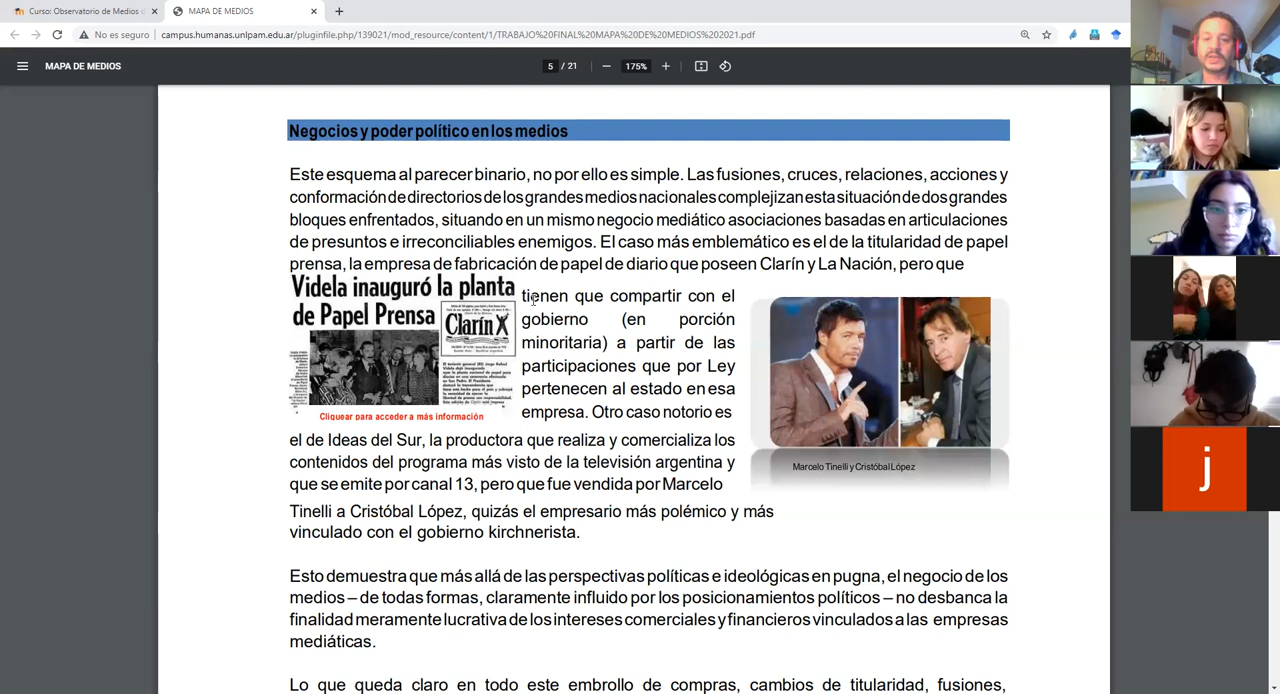 Curso: Observatorio de Medios d
MAPA DE MEDIOS
No es seguro
campus.humanas.unlpam.edu.ar/pluginfile.php/139021/mod_resource/content/1/TRABAJO%20FINAL%20MAPA%20DE%20MEDIOS%202021.pdf
MAPA DE MEDIOS
5 / 21
175%
Negocios y poder político en los medios
Este esquema al parecer binario, no por ello es simple. Las fusiones, cruces, relaciones, acciones y
conformación de directorios de los grandes medios nacionales complejizan esta situación de dos grandes
bloques enfrentados, situando en un mismo negocio mediático asociaciones basadas en articulaciones
de presuntos e irreconciliables enemigos. El caso más emblemático es el de la titularidad de papel
prensa, la empresa de fabricación de papel de diario que poseen Clarín y La Nación, pero que
Videla inauguró la planta
de Papel Prensa
Clarín X
Cliquear para acceder a más información
tienen que compartir con el
gobierno (en porción
minoritaria) a partir de las
participaciones que por Ley
pertenecen al estado en esa
empresa. Otro caso notorio es
el de Ideas del Sur, la productora que realiza y comercializa los
contenidos del programa más visto de la televisión argentina y
que se emite por canal 13, pero que fue vendida por Marcelo
Tinelli a Cristóbal López, quizás el empresario más polémico y más
vinculado con el gobierno kirchnerista.
Marcelo Tinelli y Cristóbal López
Esto demuestra que más allá de las perspectivas políticas e ideológicas en pugna, el negocio de los
medios – de todas formas, claramente influido por los posicionamientos políticos – no desbanca la
finalidad meramente lucrativa de los intereses comerciales y financieros vinculados a las empresas
mediáticas.
Lo que queda claro en todo este embrollo de compras, cambios de titularidad, fusiones,
j